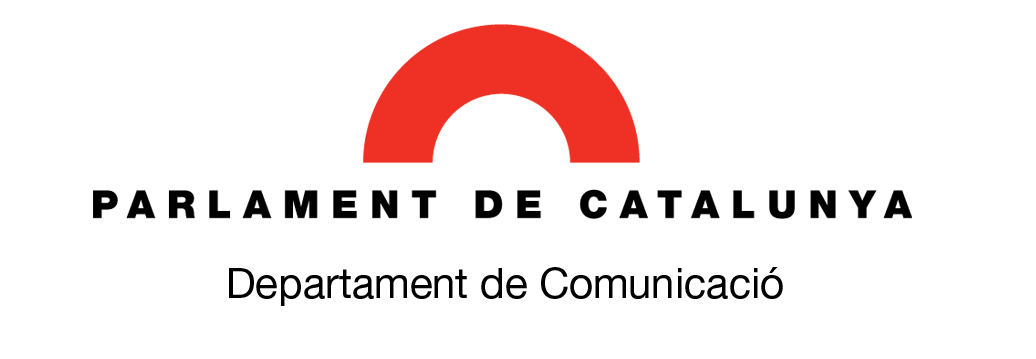 PARLAMENT DE CATALUNYA
Departament de Comunicació